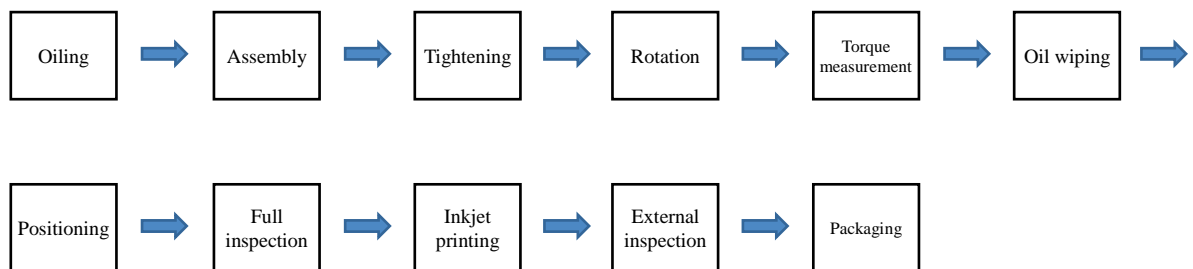 Oiling
Assembly
Tightening
Rotation
Torque
measurement
Oil wiping
Positioning
Full
inspection
Inkjet
printing
External
inspection
Packaging